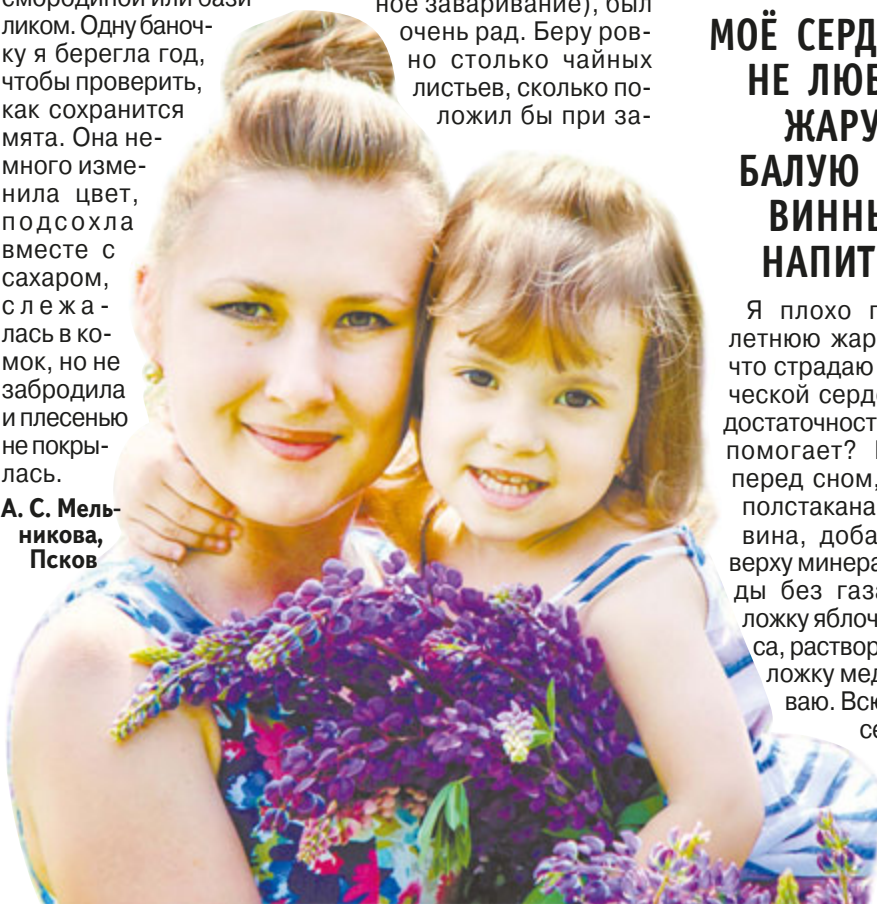 смородиной или бази-
ликом. Одну баноч-
ку я берегла год,
чтобы проверить,
как сохранится
мята. Она не-
много изме-
нила цвет,
подсохла
вместе с
сахаром,
слежа-
лась в ко-
мок, но не
забродила
и плесенью
не покры-
лась.
А. С. Мель-
никова,
Псков
ное заваривание), был
очень рад. Беру ров-
но столько чайных
листьев, сколько по-
ложил бы при за-
МОЁ СЕРД
НЕ ЛЮБ
ЖАРУ
БАЛУЮ
ВИННЫ
НАПИТ
Я плохо п
летнюю жар
что страдаю
ческой серд
достаточност
помогает?
перед сном,
полстакана
вина, доба
верху минера
ды без газа
ложку яблоч
са, раствор
ложку мед
ваю. Всю
се